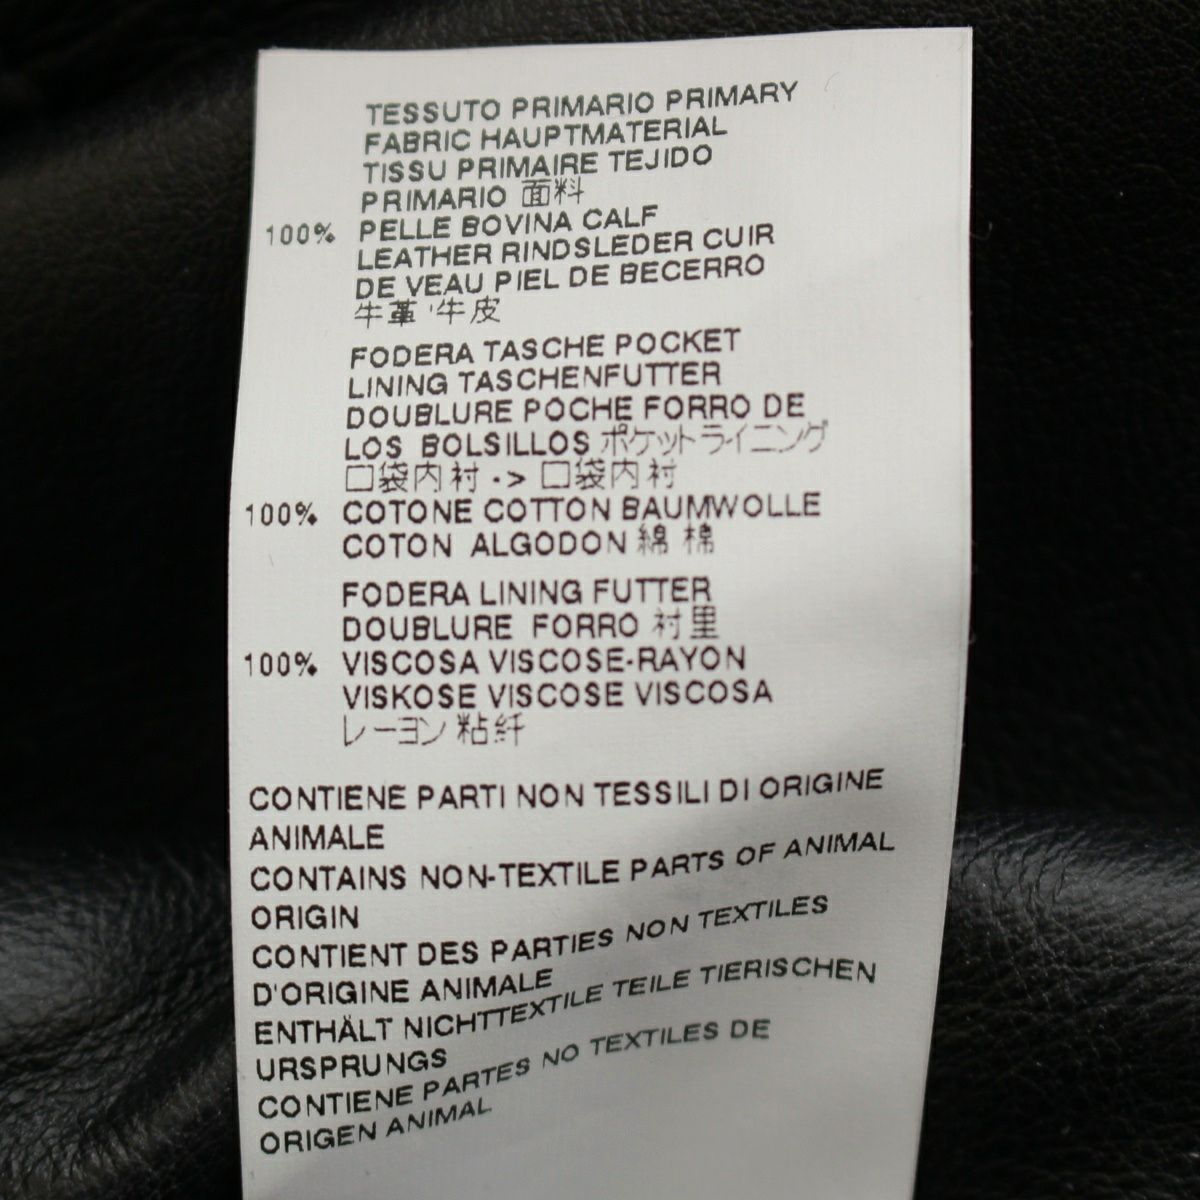 TESSUTO PRIMARIO PRIMARY
FABRIC HAUPTMATERIAL
TISSU PRIMAIRE TEJIDO
PRIMARIO 面料
100% PELLE BOVINA CALF
LEATHER RINDSLEDER CUIR
DE VEAU PIEL DE BECERRO
牛革 牛皮
FODERA TASCHE POCKET
LINING TASCHENFUTTER
DOUBLURE POCHE FORRO DE
LOS BOLSILLOS ポケットライニング
口袋内衬 -> 口袋内衬
100% COTONE COTTON BAUMWOLLE
COTON ALGODON 綿 棉
FODERA LINING FUTTER
DOUBLURE FORRO 衬里
100% VISCOSA VISCOSE-RAYON
VISKOSE VISCOSE VISCOSA
レーヨン 粘纤
CONTIENE PARTI NON TESSILI DI ORIGINE
ANIMALE
CONTAINS NON-TEXTILE PARTS OF ANIMAL
ORIGIN
CONTIENT DES PARTIES NON TEXTILES
D'ORIGINE ANIMALE
ENTHÄLT NICHTTEXTILE TEILE TIERISCHEN
URSPRUNGS
CONTIENE PARTES NO TEXTILES DE
ORIGEN ANIMAL